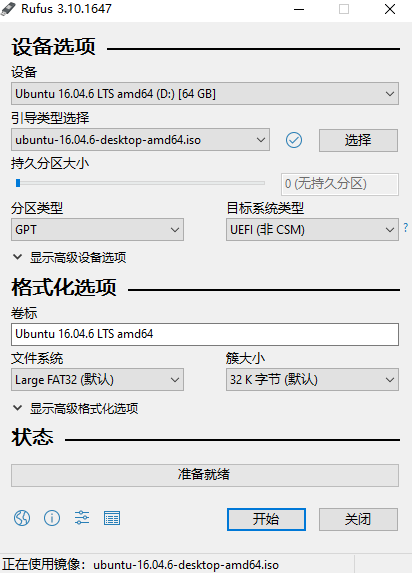 Rufus 3.10.1647
设备选项
设备
Ubuntu 16.04.6 LTS amd64 (D:) [64 GB]
引导类型选择
ubuntu-16.04.6-desktop-amd64.iso
选择
持久分区大小
0 (无持久分区)
分区类型
目标系统类型
GPT
UEFI (非 CSM)
?
显示高级设备选项
格式化选项
卷标
Ubuntu 16.04.6 LTS amd64
文件系统
簇大小
Large FAT32 (默认)
32 K 字节 (默认)
显示高级格式化选项
状态
准备就绪
开始
关闭
正在使用镜像：ubuntu-16.04.6-desktop-amd64.iso